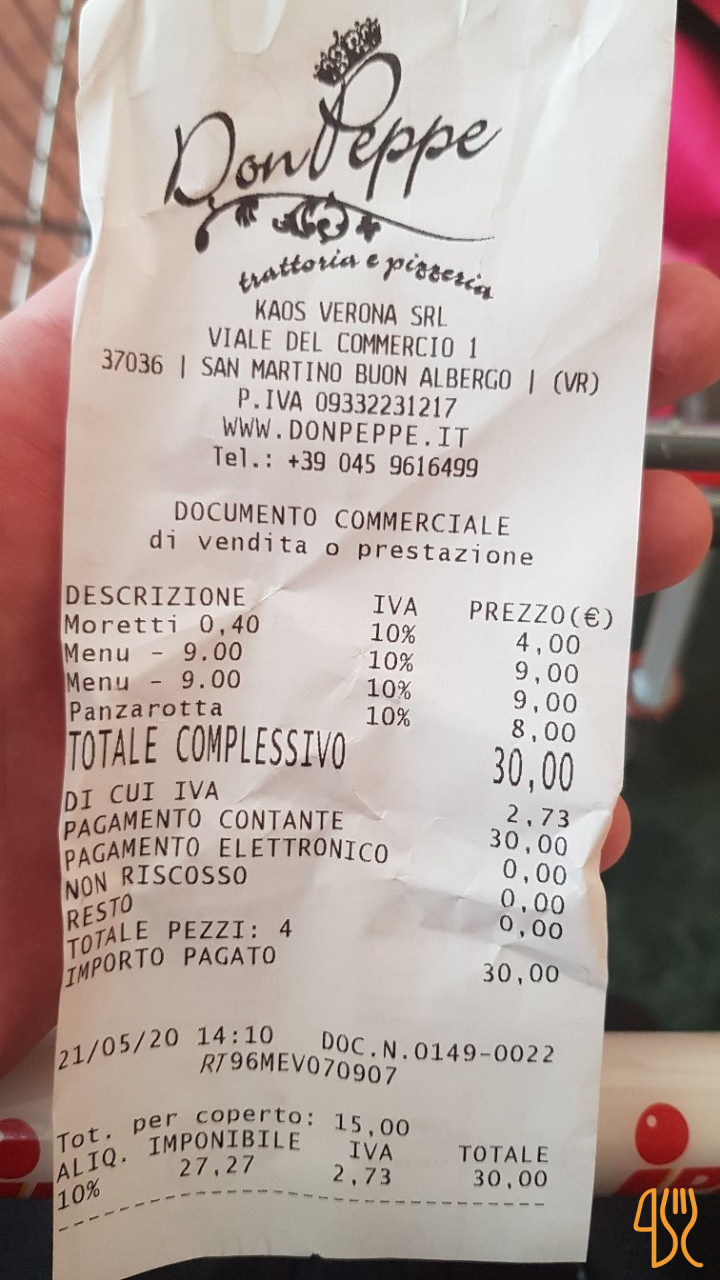 Don Peppe
trattoria e pizzeria
KAOS VERONA SRL
VIALE DEL COMMERCIO 1
37036 | SAN MARTINO BUON ALBERGO | (VR)
P.IVA 09332231217
WWW.DONPEPPE.IT
Tel.: +39 045 9616499
DOCUMENTO COMMERCIALE
di vendita o prestazione
DESCRIZIONE IVA PREZZO(€)
Moretti 0,40 10% 4,00
Menu - 9.00 10% 9,00
Menu - 9.00 10% 9,00
Panzarotta 10% 8,00
TOTALE COMPLESSIVO 30,00
DI CUI IVA 2,73
PAGAMENTO CONTANTE 30,00
PAGAMENTO ELETTRONICO 0,00
NON RISCOSSO 0,00
RESTO 0,00
TOTALE PEZZI: 4
IMPORTO PAGATO 30,00
21/05/20 14:10 DOC.N.0149-0022
RT96MEV070907
Tot. per coperto: 15,00
ALIQ. IMPONIBILE IVA TOTALE
10% 27,27 2,73 30,00